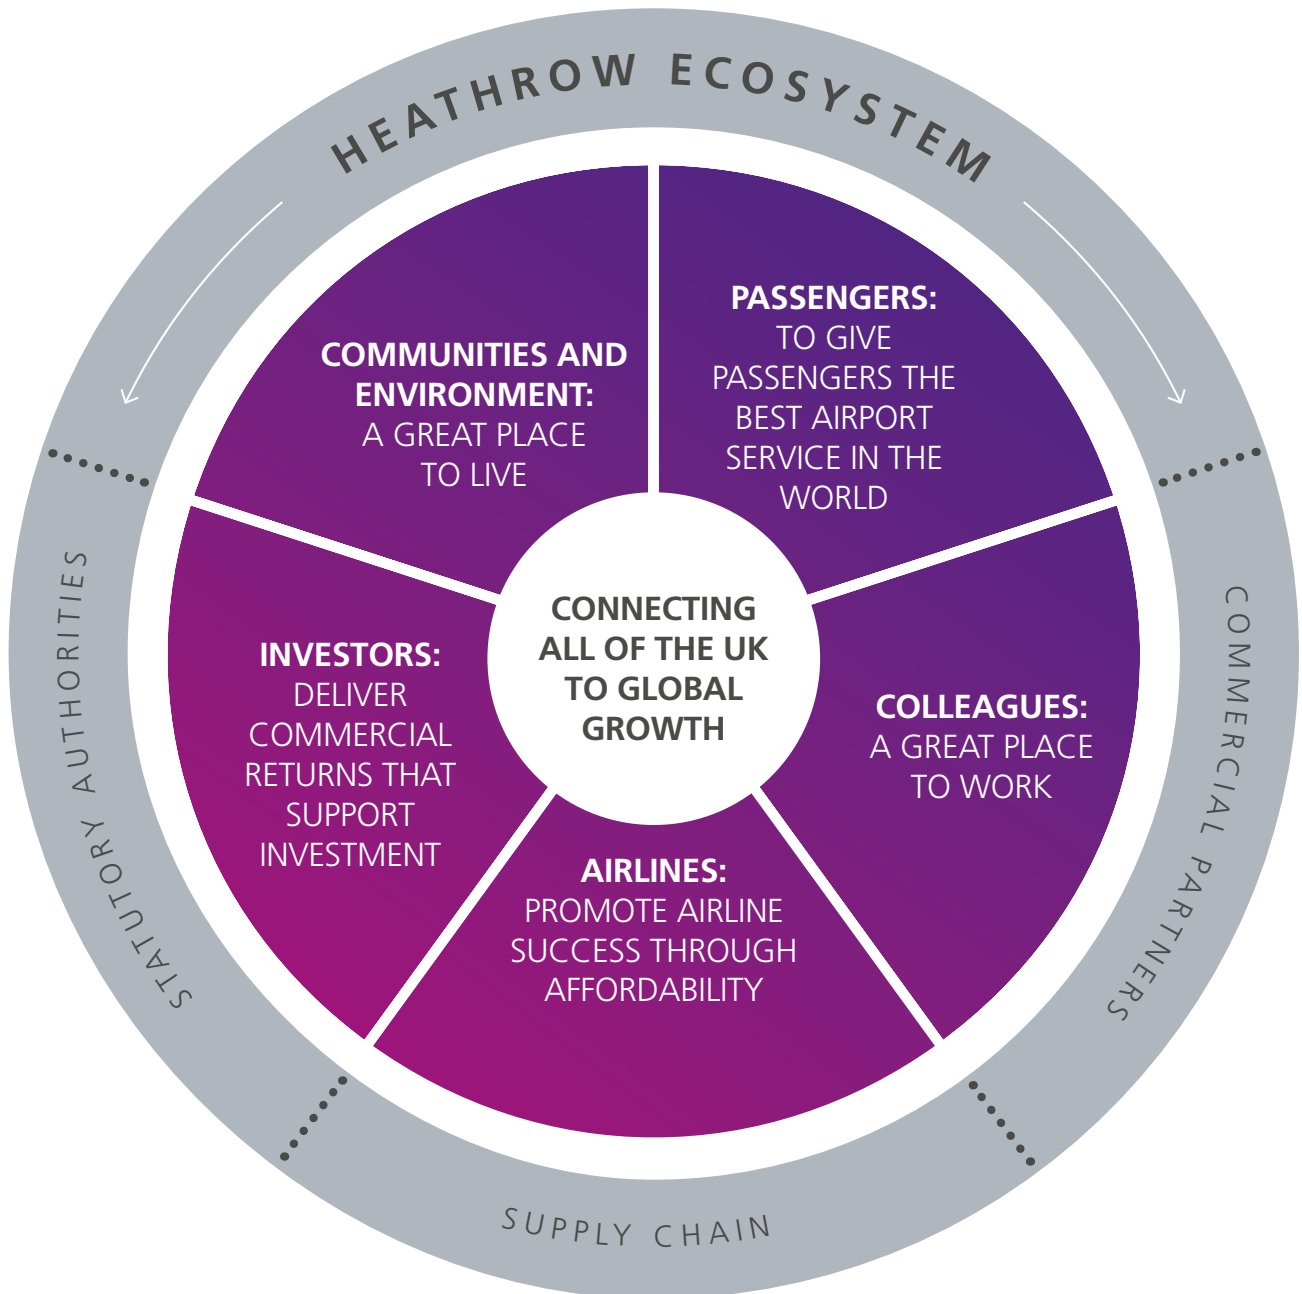 HEATHROW ECOSYSTEM
PASSENGERS:
TO GIVE
PASSENGERS THE
BEST AIRPORT
SERVICE IN THE
WORLD
COMMUNITIES AND
ENVIRONMENT:
A GREAT PLACE
TO LIVE
CONNECTING
ALL OF THE UK
TO GLOBAL
GROWTH
INVESTORS:
DELIVER
COMMERCIAL
RETURNS THAT
SUPPORT
INVESTMENT
COLLEAGUES:
A GREAT PLACE
TO WORK
AIRLINES:
PROMOTE AIRLINE
SUCCESS THROUGH
AFFORDABILITY
STATUTORY AUTHORITIES
COMMERCIAL PARTNERS
SUPPLY CHAIN